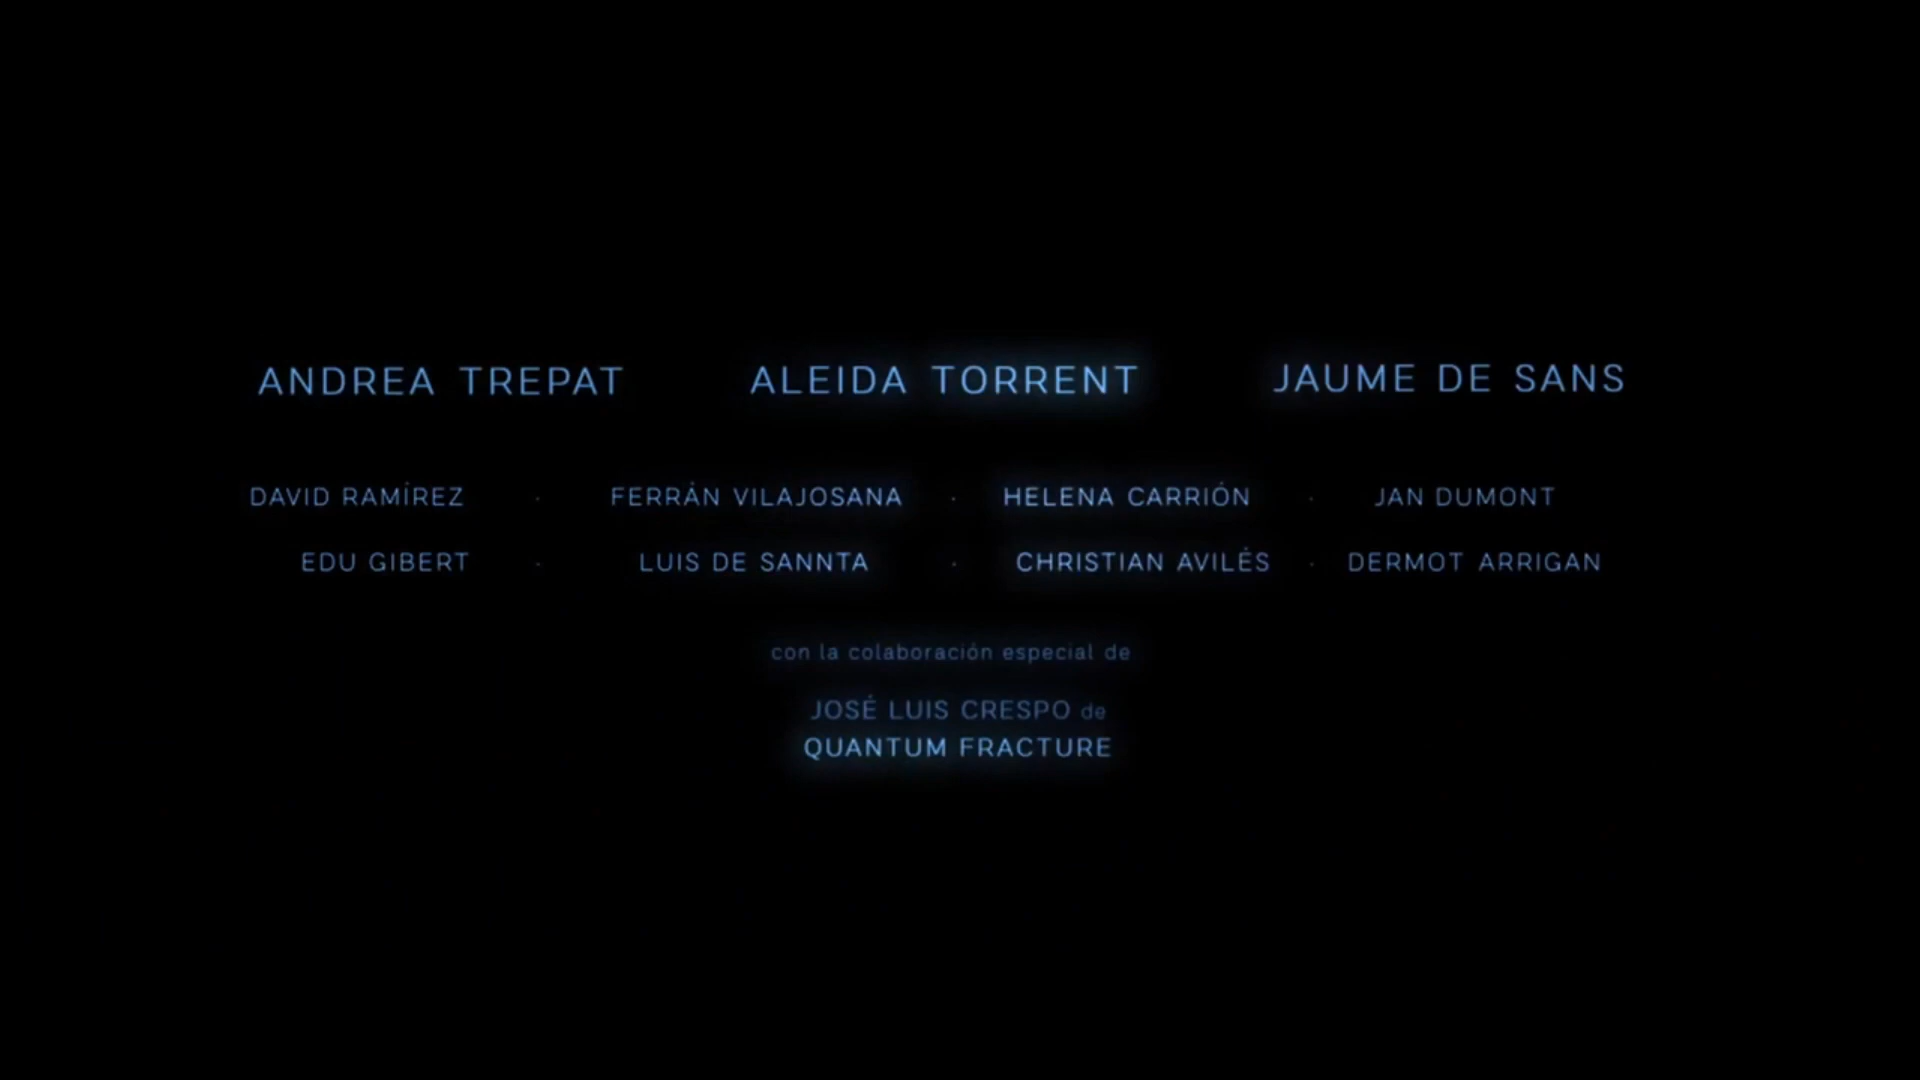 ANDREA TREPAT ALEIDA TORRENT JAUME DE SANS
DAVID RAMÍREZ · FERRÁN VILAJOSANA · HELENA CARRIÓN · JAN DUMONT
EDU GIBERT · LUIS DE SANNTA · CHRISTIAN AVILÉS · DERMOT ARRIGAN
con la colaboración especial de
JOSÉ LUIS CRESPO de
QUANTUM FRACTURE